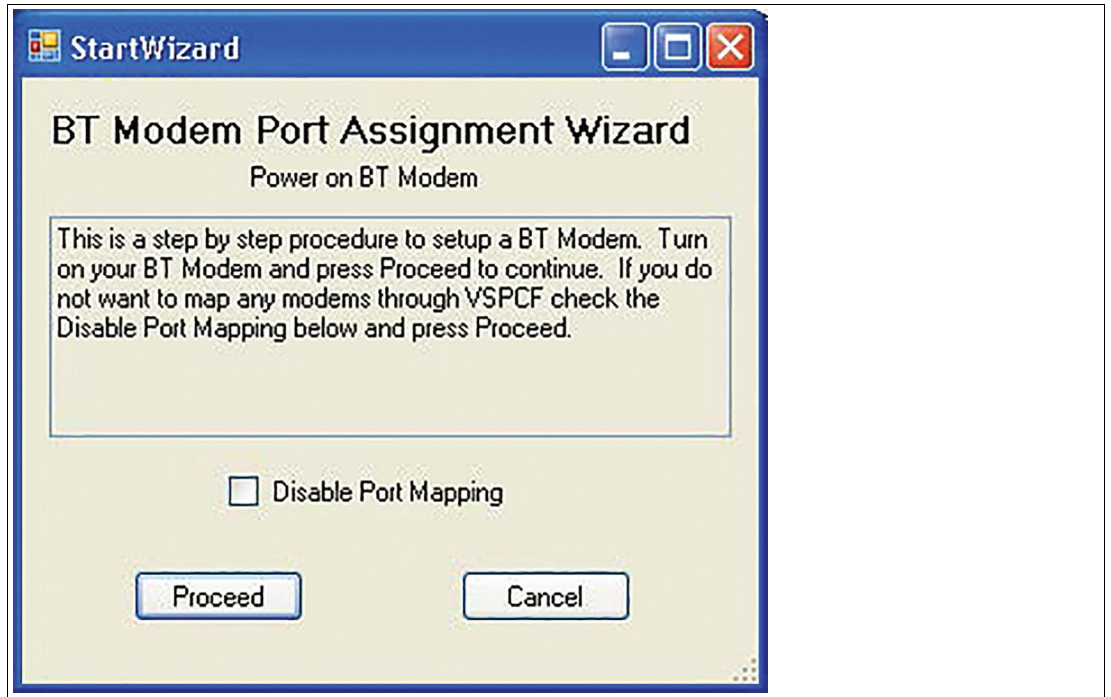 StartWizard
BT Modem Port Assignment Wizard
Power on BT Modem
This is a step by step procedure to setup a BT Modem.  Turn
on your BT Modem and press Proceed to continue.  If you do
not want to map any modems through VSPCF check the
Disable Port Mapping below and press Proceed.
Disable Port Mapping
Proceed
Cancel